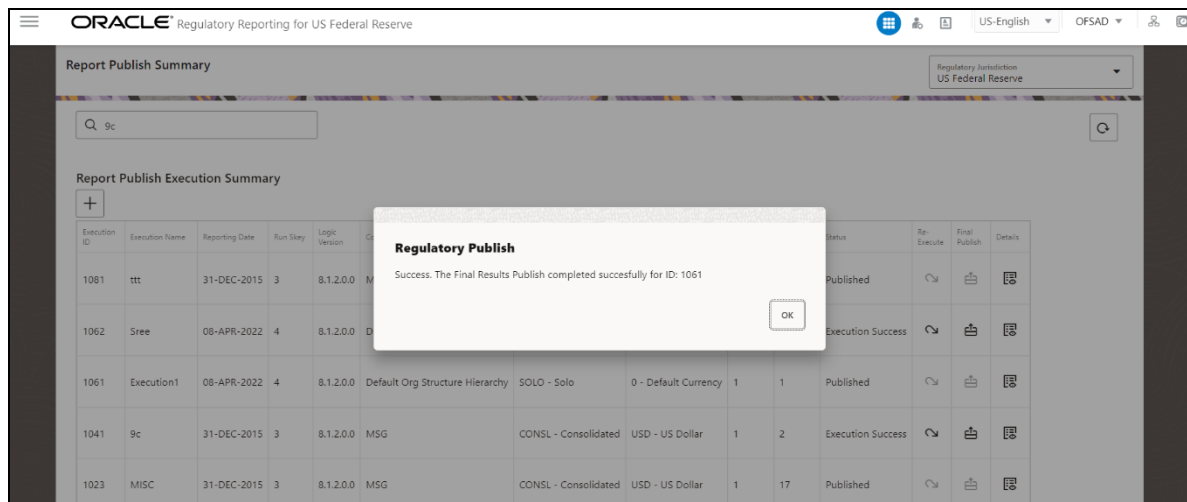 ORACLE® Regulatory Reporting for US Federal Reserve
US-English
OFSAD
Report Publish Summary
Regulatory Jurisdiction
US Federal Reserve
9c
Report Publish Execution Summary
Execution ID Execution Name Reporting Date Run Skey Logic Version Status Re-Execute Final Publish Details
Regulatory Publish
Success. The Final Results Publish completed succesfully for ID: 1061
OK
1081 ttt 31-DEC-2015 3 8.1.2.0.0 M Published
1062 Sree 08-APR-2022 4 8.1.2.0.0 D Execution Success
1061 Execution1 08-APR-2022 4 8.1.2.0.0 Default Org Structure Hierarchy SOLO - Solo 0 - Default Currency 1 1 Published
1041 9c 31-DEC-2015 3 8.1.2.0.0 MSG CONSL - Consolidated USD - US Dollar 1 2 Execution Success
1023 MISC 31-DEC-2015 3 8.1.2.0.0 MSG CONSL - Consolidated USD - US Dollar 1 17 Published